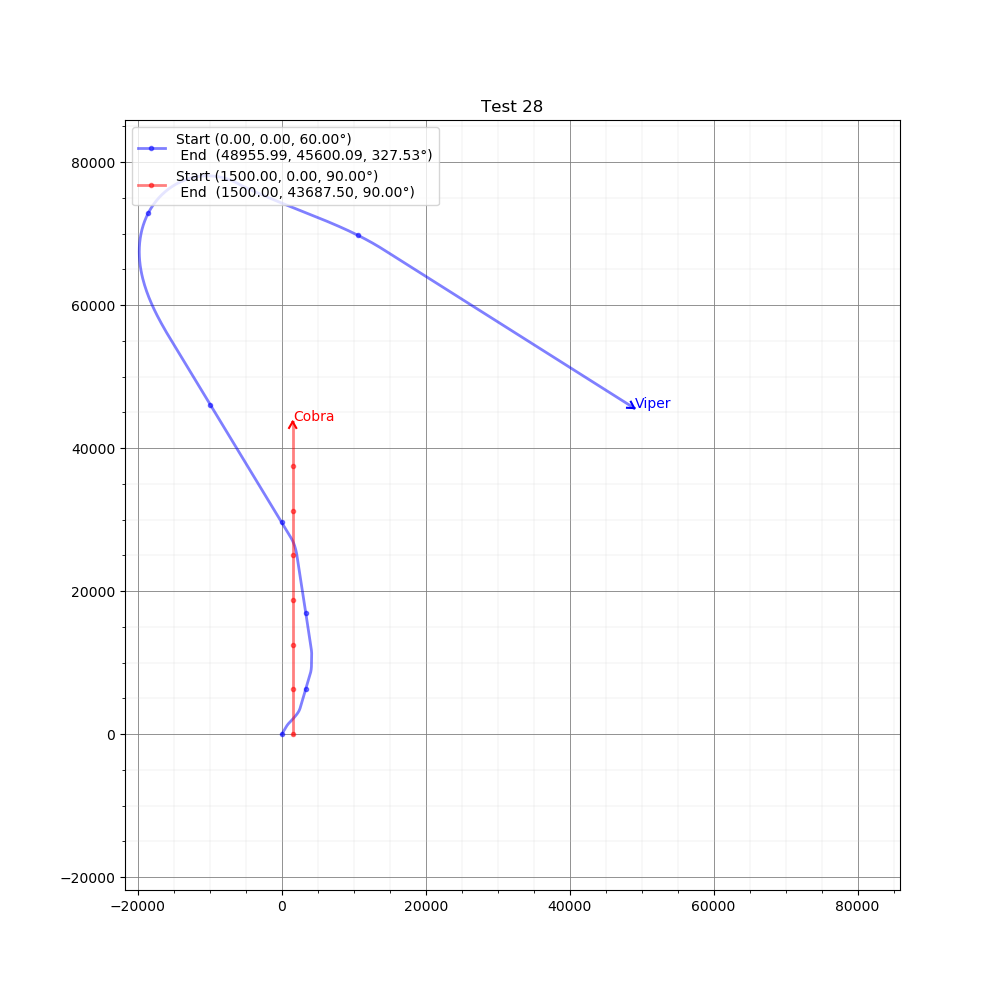 Test 28
Start (0.00, 0.00, 60.00°)
End  (48955.99, 45600.09, 327.53°)
Start (1500.00, 0.00, 90.00°)
End  (1500.00, 43687.50, 90.00°)
80000
60000
Viper
Cobra
40000
20000
0
−20000
−20000 0 20000 40000 60000 80000